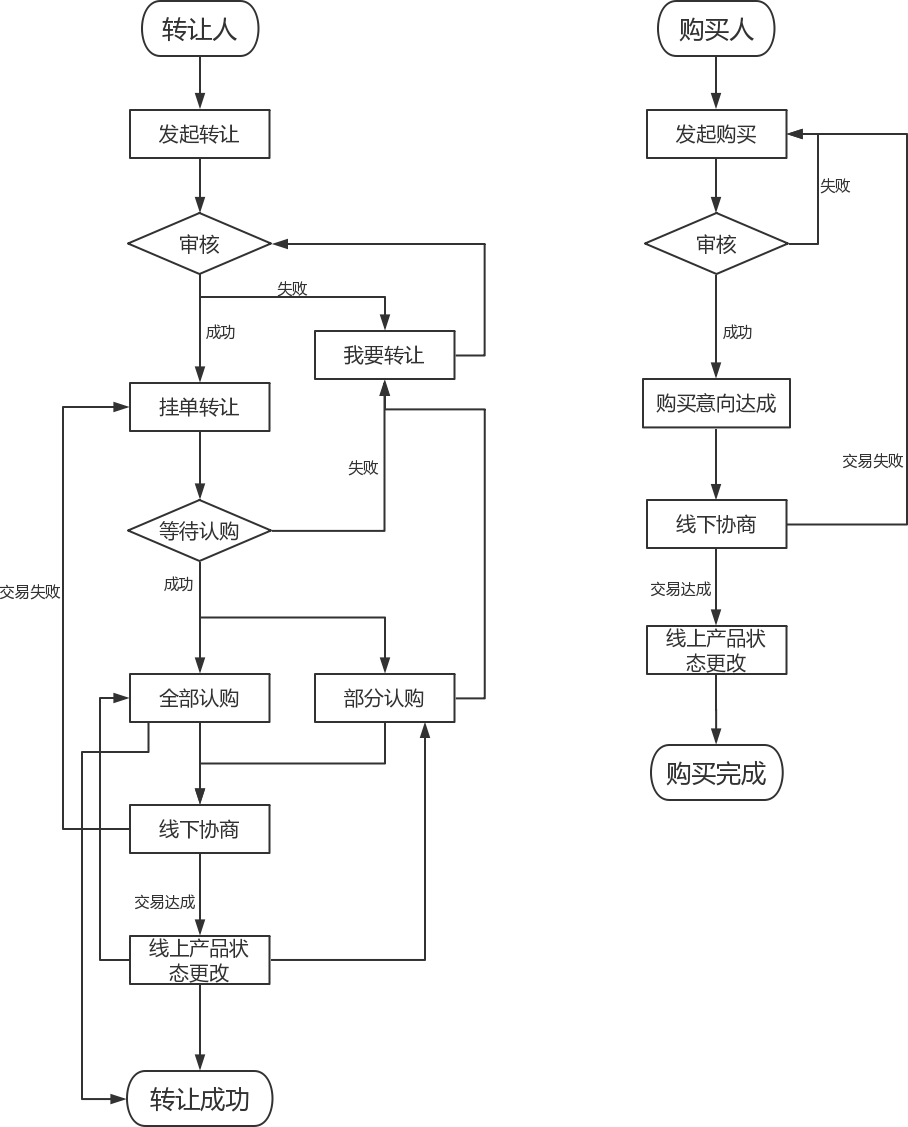 转让人
发起转让
审核
失败
成功
我要转让
挂单转让
失败
等待认购
成功
交易失败
全部认购
部分认购
线下协商
交易达成
线上产品状
态更改
转让成功
购买人
发起购买
失败
审核
成功
购买意向达成
交易失败
线下协商
交易达成
线上产品状
态更改
购买完成